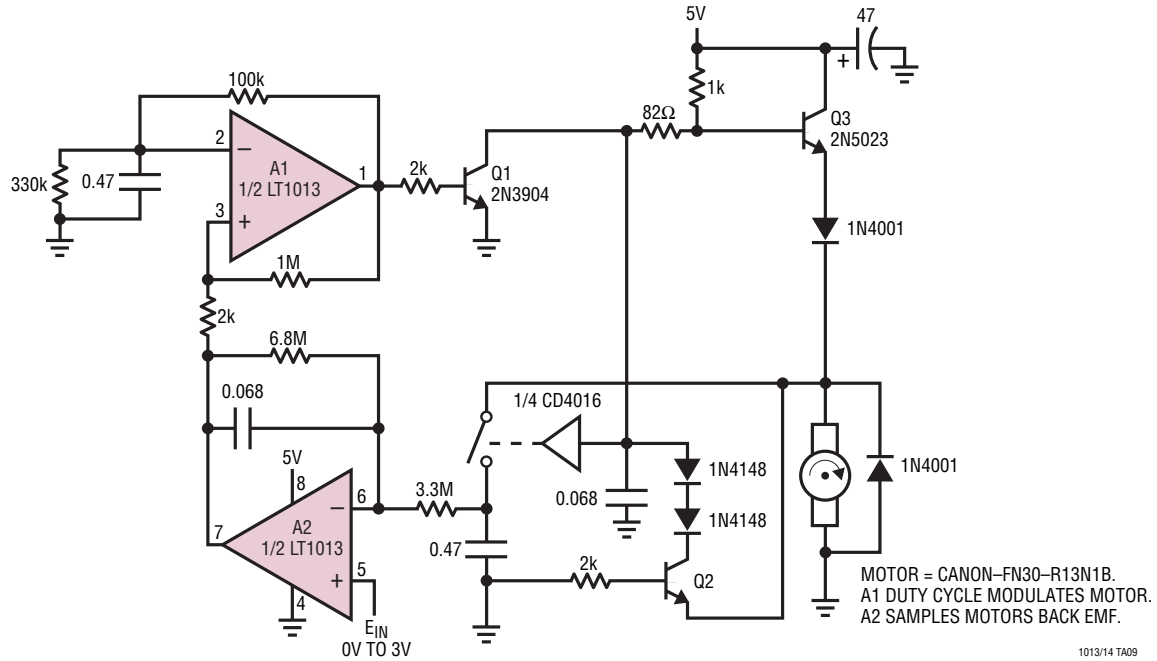 5V
47
+
100k
1k
82Ω
Q3
2N5023
2
–
A1
1/2 LT1013
1
2k
Q1
2N3904
330k
0.47
3
+
1N4001
1M
2k
6.8M
0.068
1/4 CD4016
5V
8
1N4148
1N4001
6
–
3.3M
0.068
7
A2
1/2 LT1013
1N4148
0.47
5
+
2k
Q2
4
EIN
0V TO 3V
MOTOR = CANON–FN30–R13N1B.
A1 DUTY CYCLE MODULATES MOTOR.
A2 SAMPLES MOTORS BACK EMF.
1013/14 TA09